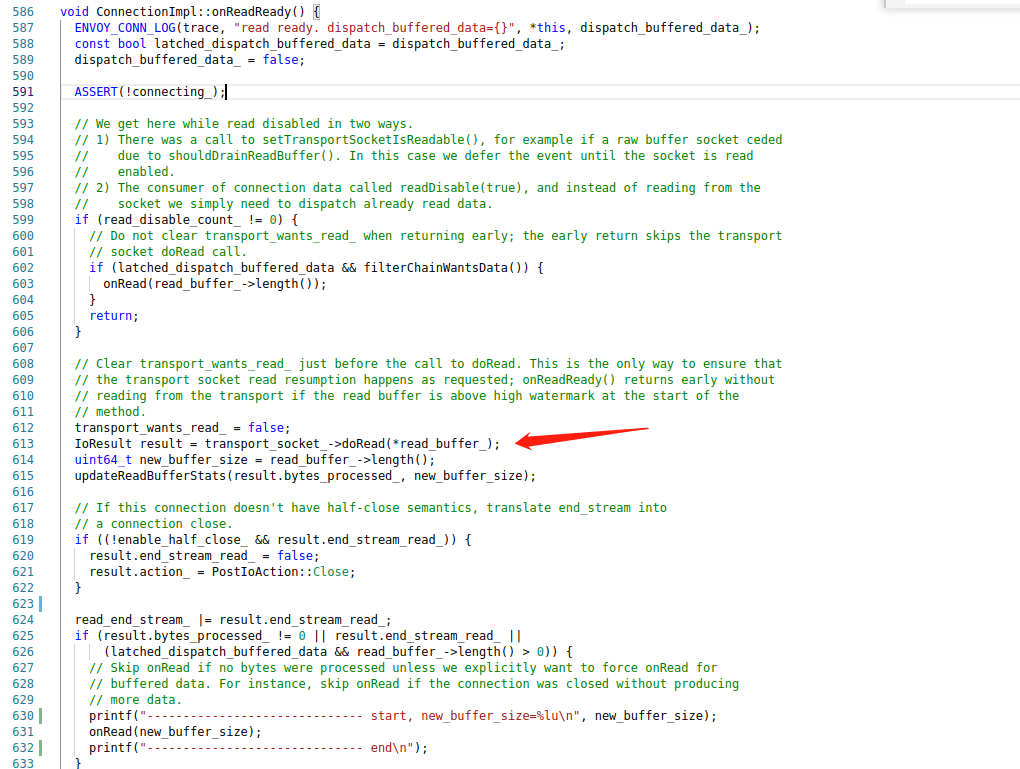 586 void ConnectionImpl::onReadReady() {
587 ENVOY_CONN_LOG(trace, "read ready. dispatch_buffered_data={}", *this, dispatch_buffered_data_);
588 const bool latched_dispatch_buffered_data = dispatch_buffered_data_;
589 dispatch_buffered_data_ = false;
590
591 ASSERT(!connecting_);
592
593 // We get here while read disabled in two ways.
594 // 1) There was a call to setTransportSocketIsReadable(), for example if a raw buffer socket ceded
595 //    due to shouldDrainReadBuffer(). In this case we defer the event until the socket is read
596 //    enabled.
597 // 2) The consumer of connection data called readDisable(true), and instead of reading from the
598 //    socket we simply need to dispatch already read data.
599 if (read_disable_count_ != 0) {
600 // Do not clear transport_wants_read_ when returning early; the early return skips the transport
601 // socket doRead call.
602 if (latched_dispatch_buffered_data && filterChainWantsData()) {
603 onRead(read_buffer_->length());
604 }
605 return;
606 }
607
608 // Clear transport_wants_read_ just before the call to doRead. This is the only way to ensure that
609 // the transport socket read resumption happens as requested; onReadReady() returns early without
610 // reading from the transport if the read buffer is above high watermark at the start of the
611 // method.
612 transport_wants_read_ = false;
613 IoResult result = transport_socket_->doRead(*read_buffer_);
614 uint64_t new_buffer_size = read_buffer_->length();
615 updateReadBufferStats(result.bytes_processed_, new_buffer_size);
616
617 // If this connection doesn't have half-close semantics, translate end_stream into
618 // a connection close.
619 if ((!enable_half_close_ && result.end_stream_read_)) {
620 result.end_stream_read_ = false;
621 result.action_ = PostIoAction::Close;
622 }
623
624 read_end_stream_ |= result.end_stream_read_;
625 if (result.bytes_processed_ != 0 || result.end_stream_read_ ||
626 (latched_dispatch_buffered_data && read_buffer_->length() > 0)) {
627 // Skip onRead if no bytes were processed unless we explicitly want to force onRead for
628 // buffered data. For instance, skip onRead if the connection was closed without producing
629 // more data.
630 printf("------------------------------ start, new_buffer_size=%lu\n", new_buffer_size);
631 onRead(new_buffer_size);
632 printf("------------------------------ end\n");
633 }